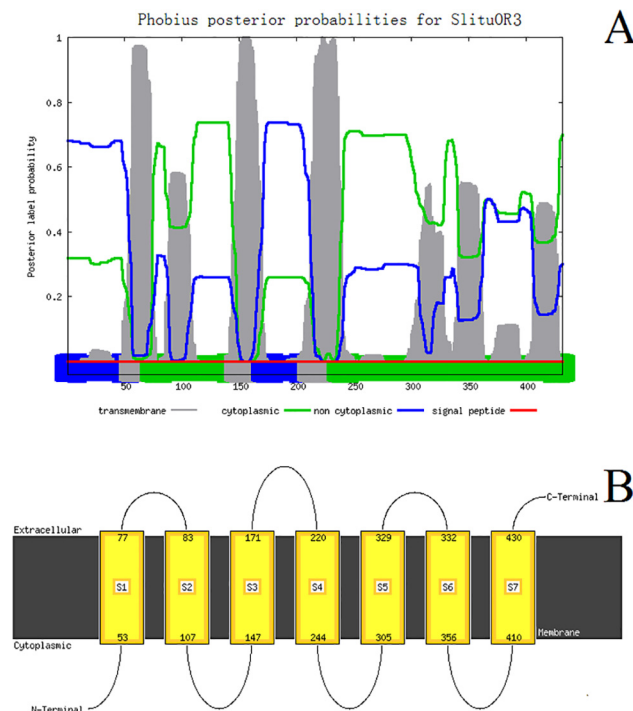 Phobius posterior probabilities for SlituOR3
A
1
0.8
0.6
0.4
0.2
Posterior label probability
50 100 150 200 250 300 350 400
transmembrane cytoplasmic non cytoplasmic signal peptide
B
C-Terminal
Extracellular
77 83 171 220 329 332 430
S1 S2 S3 S4 S5 S6 S7
53 107 147 244 305 356 410
Membrane
Cytoplasmic
N-Terminal